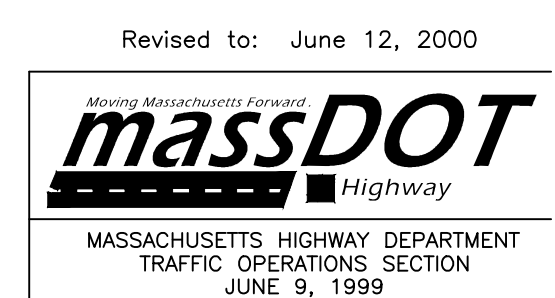 Revised to: June 12, 2000
Moving Massachusetts Forward.
massDOT
Highway
MASSACHUSETTS HIGHWAY DEPARTMENT
TRAFFIC OPERATIONS SECTION
JUNE 9, 1999